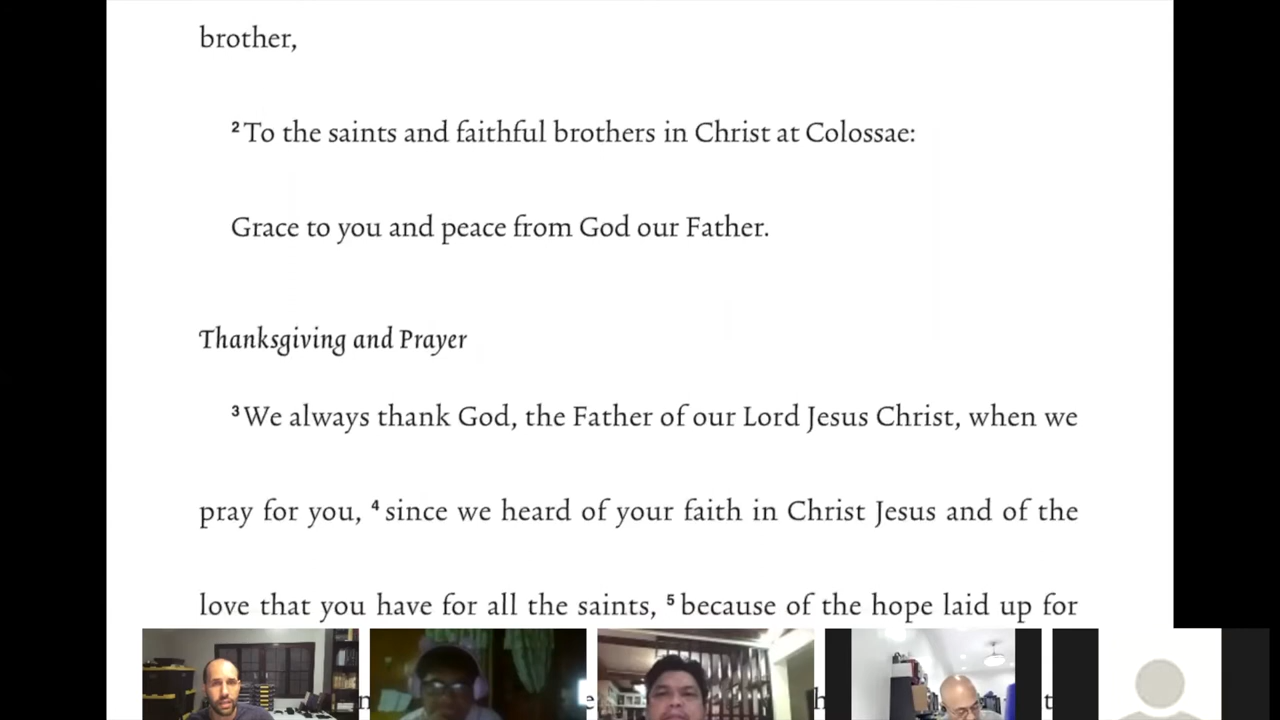 brother,
²To the saints and faithful brothers in Christ at Colossae:
Grace to you and peace from God our Father.
Thanksgiving and Prayer
³We always thank God, the Father of our Lord Jesus Christ, when we
pray for you, ⁴since we heard of your faith in Christ Jesus and of the
love that you have for all the saints, ⁵because of the hope laid up for